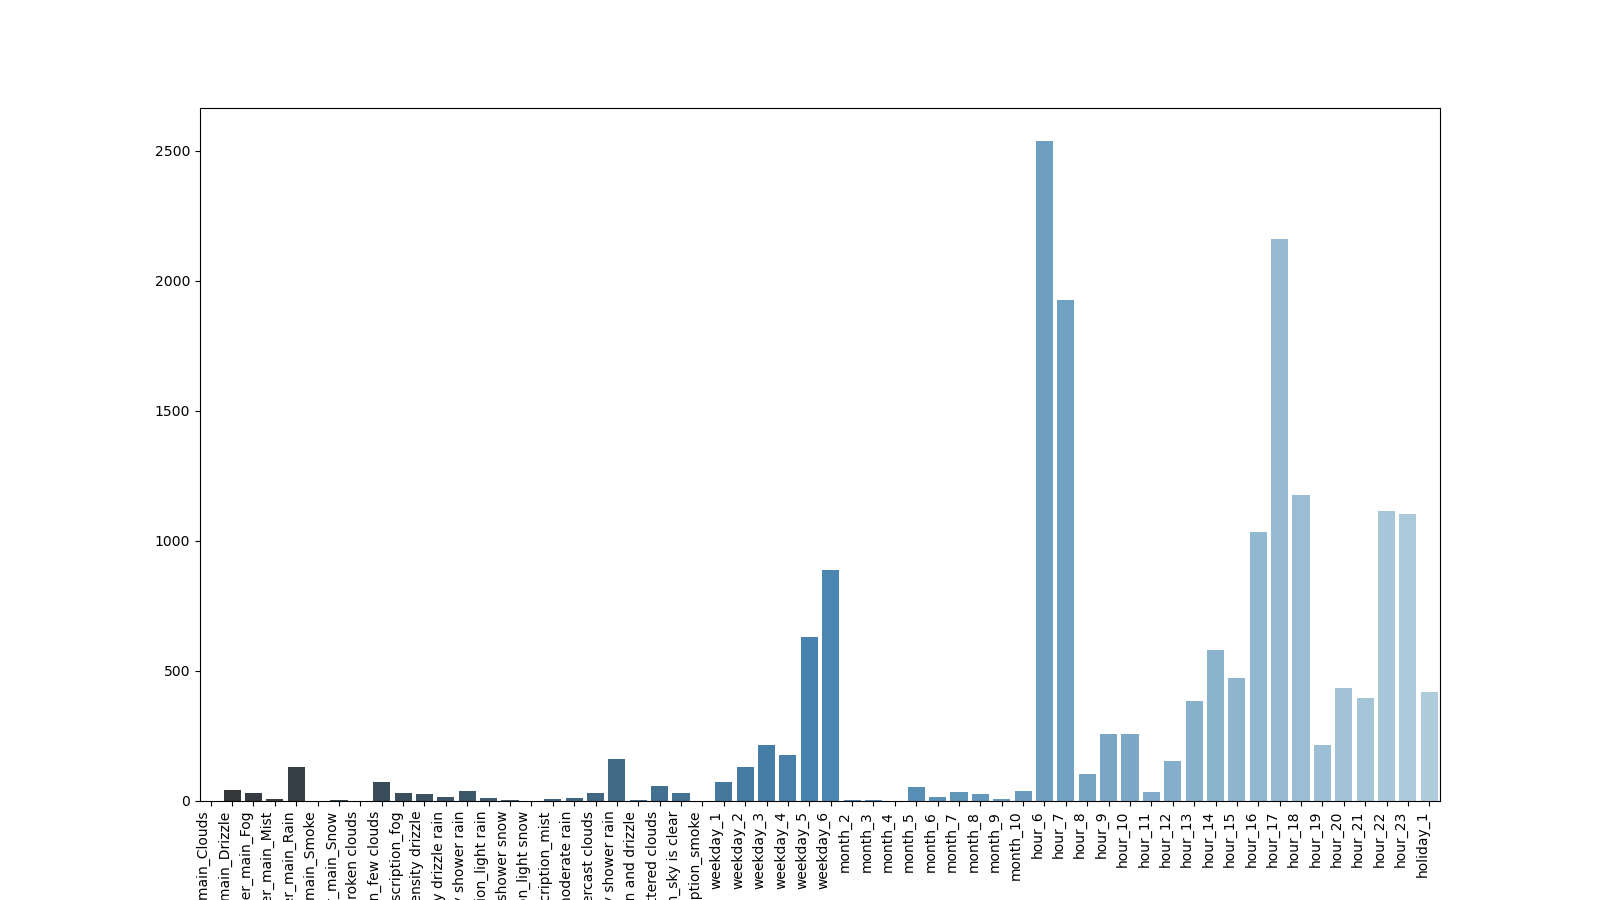 2500
2000
1500
1000
500
0
main_Clouds
main_Drizzle
er_main_Fog
er_main_Mist
er_main_Rain
main_Smoke
_main_Snow
roken clouds
n_few clouds
scription_fog
ensity drizzle
y drizzle rain
shower rain
ion_light rain
shower snow
on_light snow
cription_mist
moderate rain
ercast clouds
shower rain
n and drizzle
ttered clouds
n_sky is clear
ption_smoke
weekday_1
weekday_2
weekday_3
weekday_4
weekday_5
weekday_6
month_2
month_3
month_4
month_5
month_6
month_7
month_8
month_9
month_10
hour_6
hour_7
hour_8
hour_9
hour_10
hour_11
hour_12
hour_13
hour_14
hour_15
hour_16
hour_17
hour_18
hour_19
hour_20
hour_21
hour_22
hour_23
holiday_1